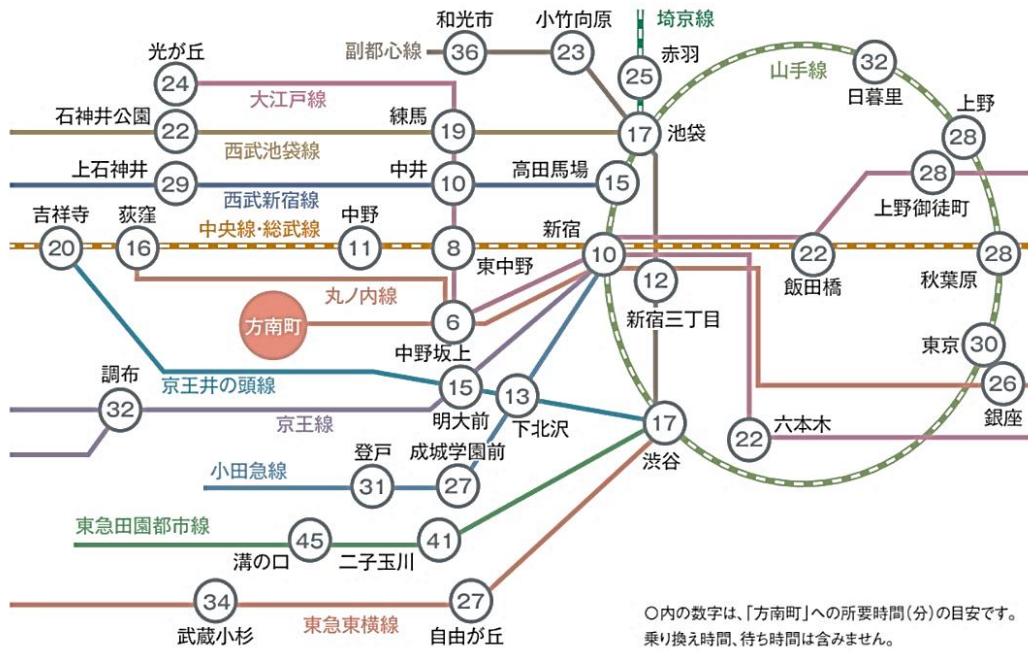 和光市
小竹向原
埼京線
副都心線
36
23
赤羽
25
山手線
32
日暮里
光が丘
24
大江戸線
石神井公園
22
西武池袋線
練馬
19
17
池袋
上野
28
上石神井
29
西武新宿線
中井
10
高田馬場
15
28
上野御徒町
吉祥寺
20
荻窪
16
中央線・総武線
中野
11
8
東中野
新宿
10
22
飯田橋
28
秋葉原
丸ノ内線
12
新宿三丁目
方南町
6
中野坂上
東京
30
26
銀座
調布
32
京王井の頭線
京王線
15
明大前
13
下北沢
17
渋谷
22
六本木
小田急線
登戸
31
成城学園前
27
東急田園都市線
45
溝の口
41
二子玉川
34
武蔵小杉
東急東横線
27
自由が丘
○内の数字は、「方南町」への所要時間(分)の目安です。
乗り換え時間、待ち時間は含みません。